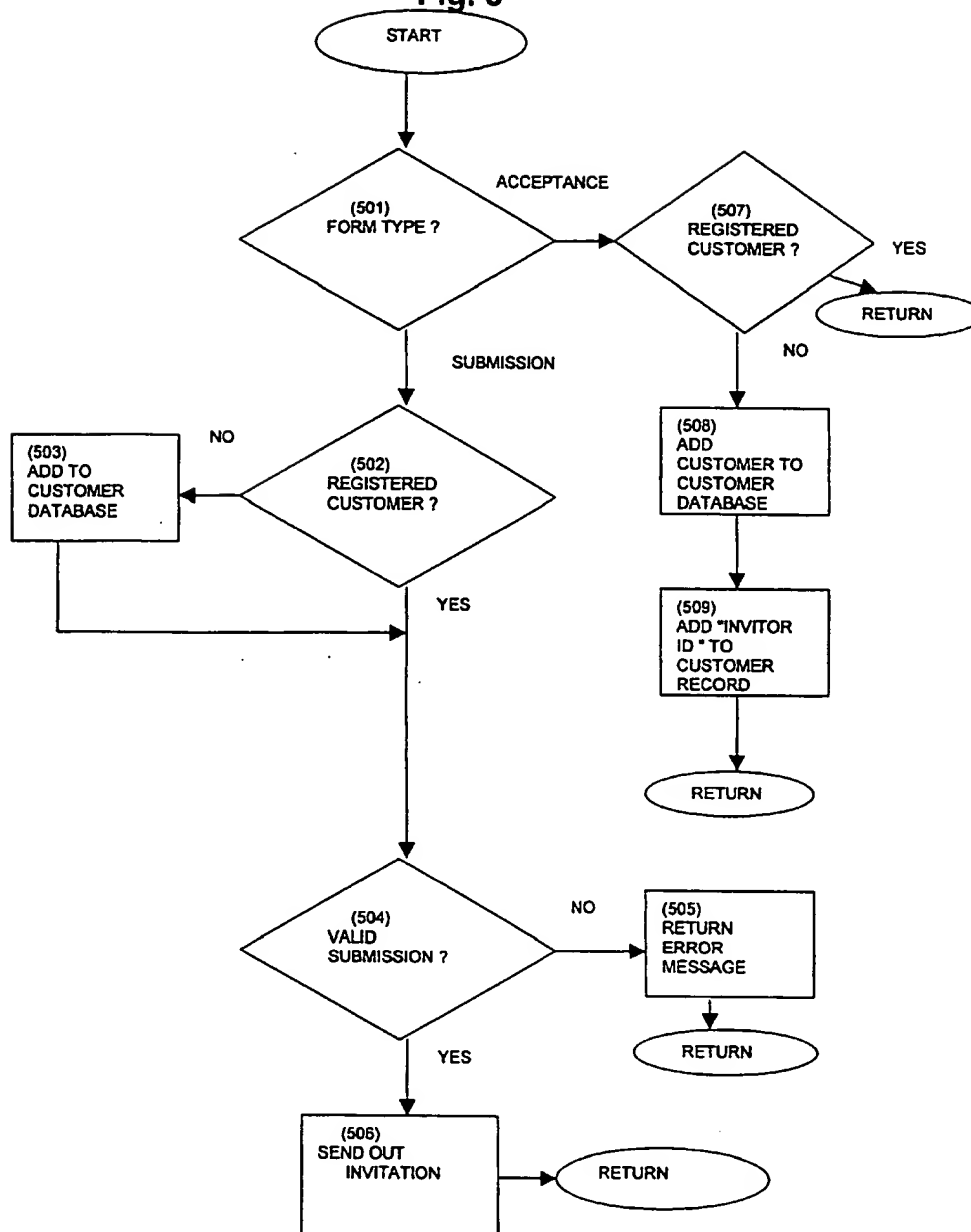 START
ACCEPTANCE
(501)
FORM TYPE ?
(507)
REGISTERED
CUSTOMER ?
YES
RETURN
NO
SUBMISSION
(508)
ADD
CUSTOMER TO
CUSTOMER
DATABASE
NO
(503)
ADD TO
CUSTOMER
DATABASE
(502)
REGISTERED
CUSTOMER ?
YES
(509)
ADD "INVITOR
ID " TO
CUSTOMER
RECORD
RETURN
(504)
VALID
SUBMISSION ?
NO
(505)
RETURN
ERROR
MESSAGE
RETURN
YES
(506)
SEND OUT
INVITATION
RETURN